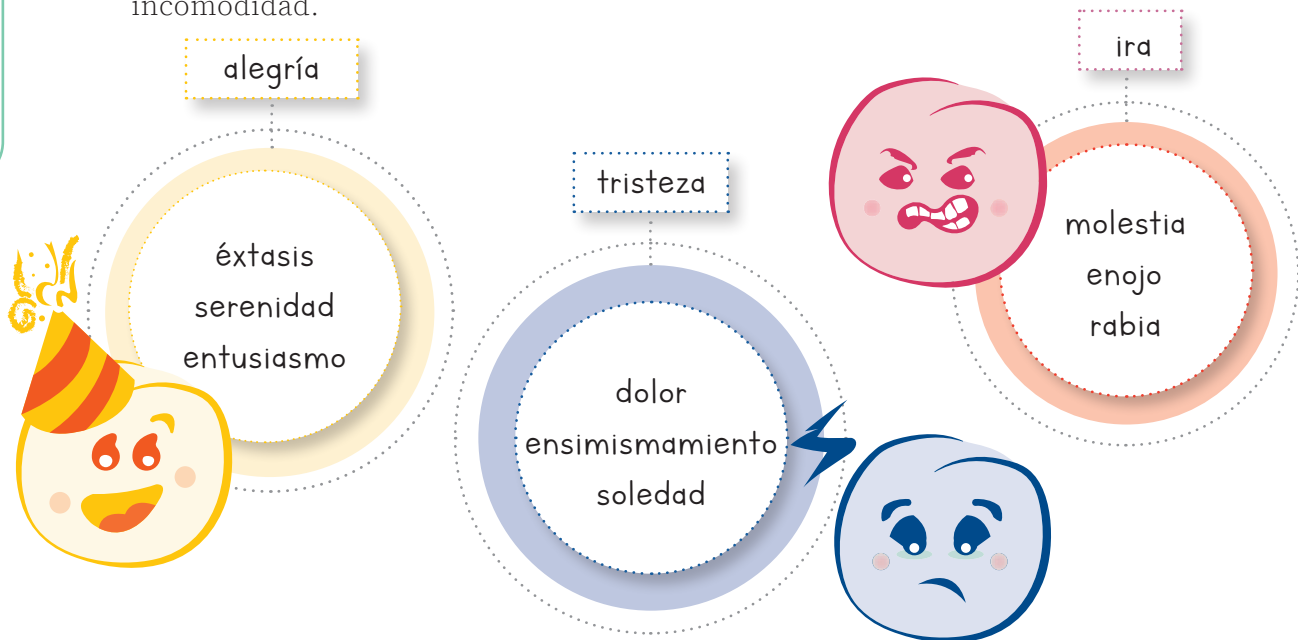 incomodidad.
alegría
éxtasis
serenidad
entusiasmo
tristeza
dolor
ensimismamiento
soledad
ira
molestia
enojo
rabia